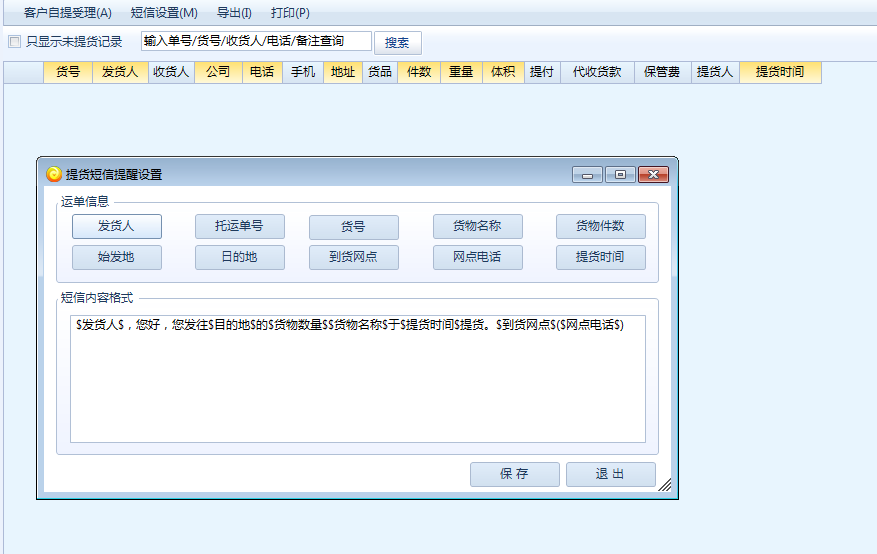 客户自提受理(A) 短信设置(M) 导出(I) 打印(P)
只显示未提货记录 输入单号/货号/收货人/电话/备注查询 搜索
货号 发货人 收货人 公司 电话 手机 地址 货品 件数 重量 体积 提付 代收货款 保管费 提货人 提货时间
提货短信提醒设置
运单信息
发货人 托运单号 货号 货物名称 货物件数
始发地 日的地 到货网点 网点电话 提货时间
短信内容格式
$发货人$，您好，您发往$目的地$的$货物数量$$货物名称$于$提货时间$提货。$到货网点$($网点电话$)
保 存 退 出